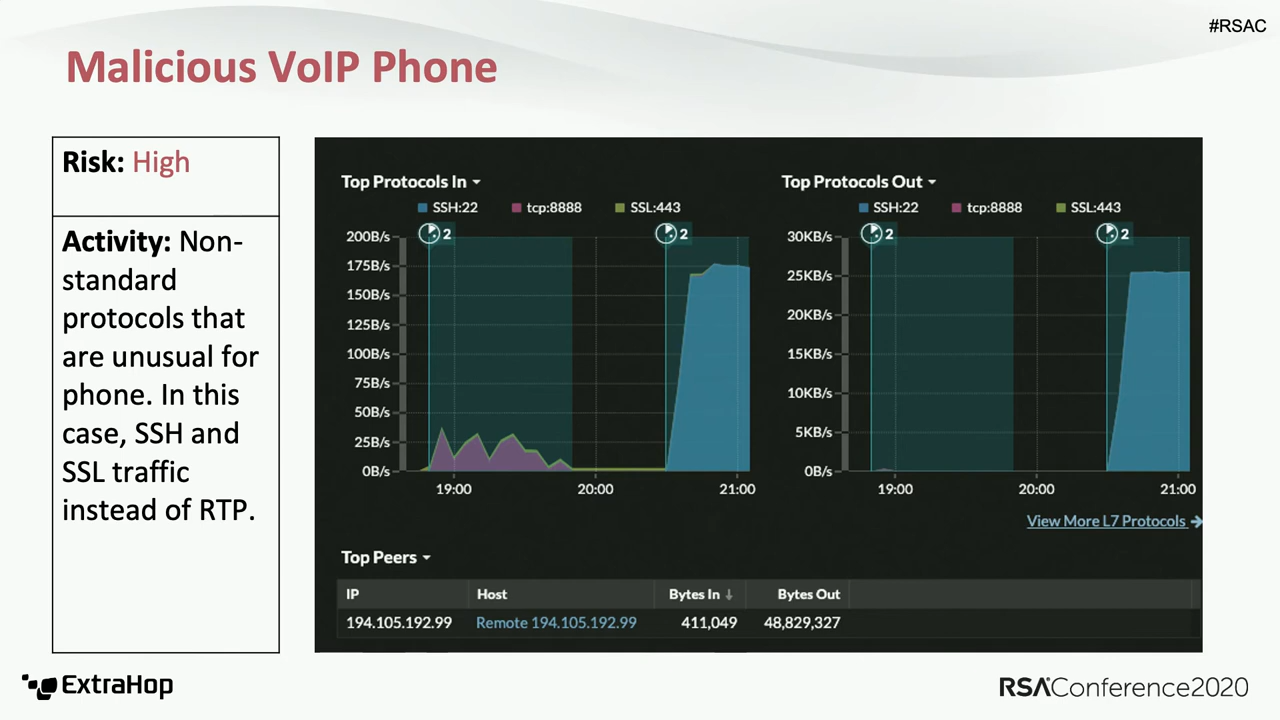 #RSAC
Malicious VoIP Phone
Risk: High
Activity: Non-
standard
protocols that
are unusual for
phone. In this
case, SSH and
SSL traffic
instead of RTP.
Top Protocols In
SSH:22 tcp:8888 SSL:443
2 2
200B/s
175B/s
150B/s
125B/s
100B/s
75B/s
50B/s
25B/s
0B/s
19:00 20:00 21:00
Top Protocols Out
SSH:22 tcp:8888 SSL:443
2 2
30KB/s
25KB/s
20KB/s
15KB/s
10KB/s
5KB/s
0B/s
19:00 20:00 21:00
View More L7 Protocols
Top Peers
IP Host Bytes In Bytes Out
194.105.192.99 Remote 194.105.192.99 411,049 48,829,327
ExtraHop
RSAConference2020